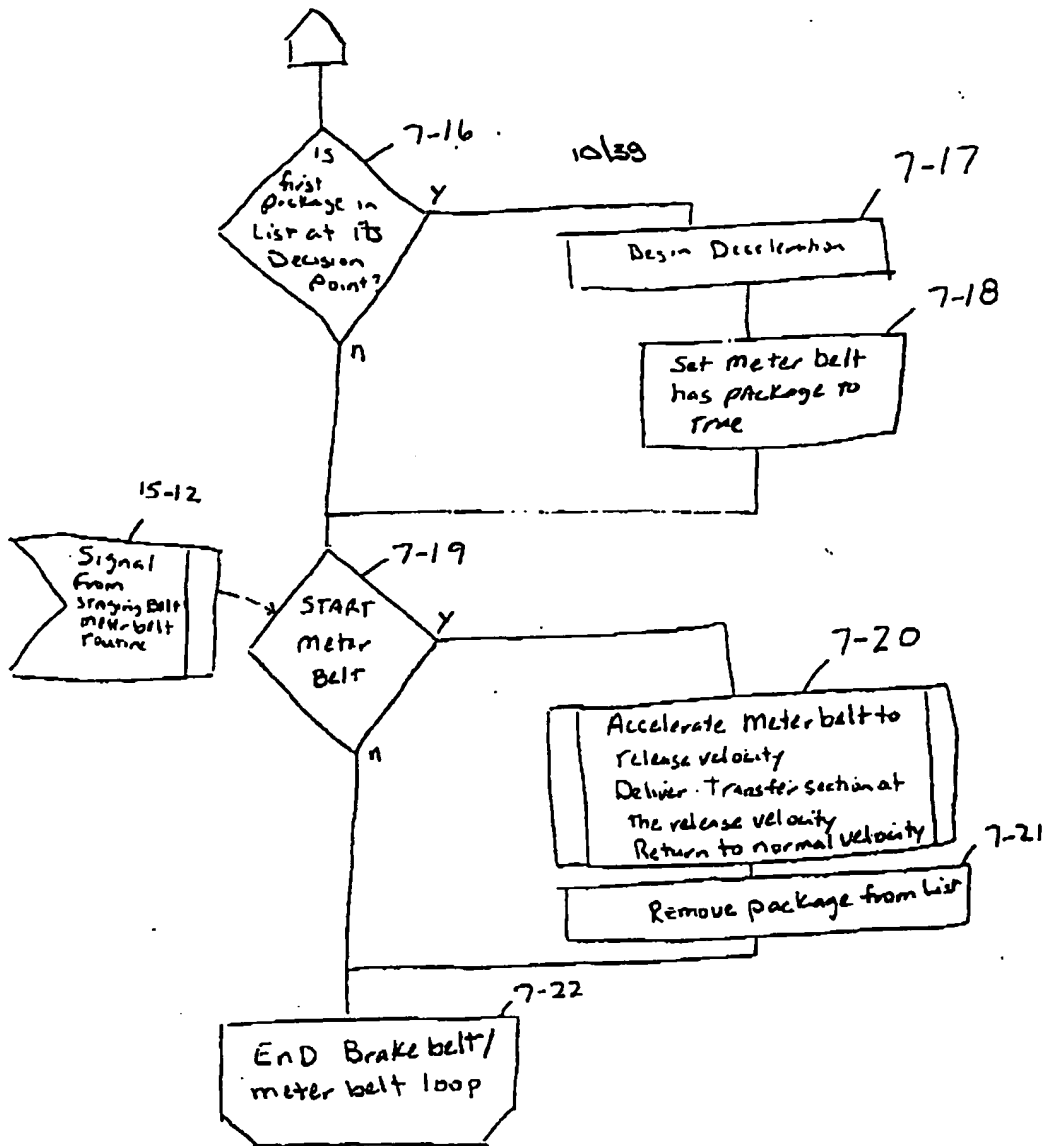 7-16
10/39
Is
first
package in
List at its
Decision
Point?
Y
n
7-17
Begin Deceleration
7-18
Set meter belt
has package to
True
15-12
Signal
from
staging Belt
meter belt
routine
7-19
START
meter
Belt
Y
n
7-20
Accelerate Meter belt to
release velocity
Deliver Transfer section at
The release velocity
Return to normal velocity
7-21
Remove package from List
7-22
EnD Brake belt/
meter belt loop